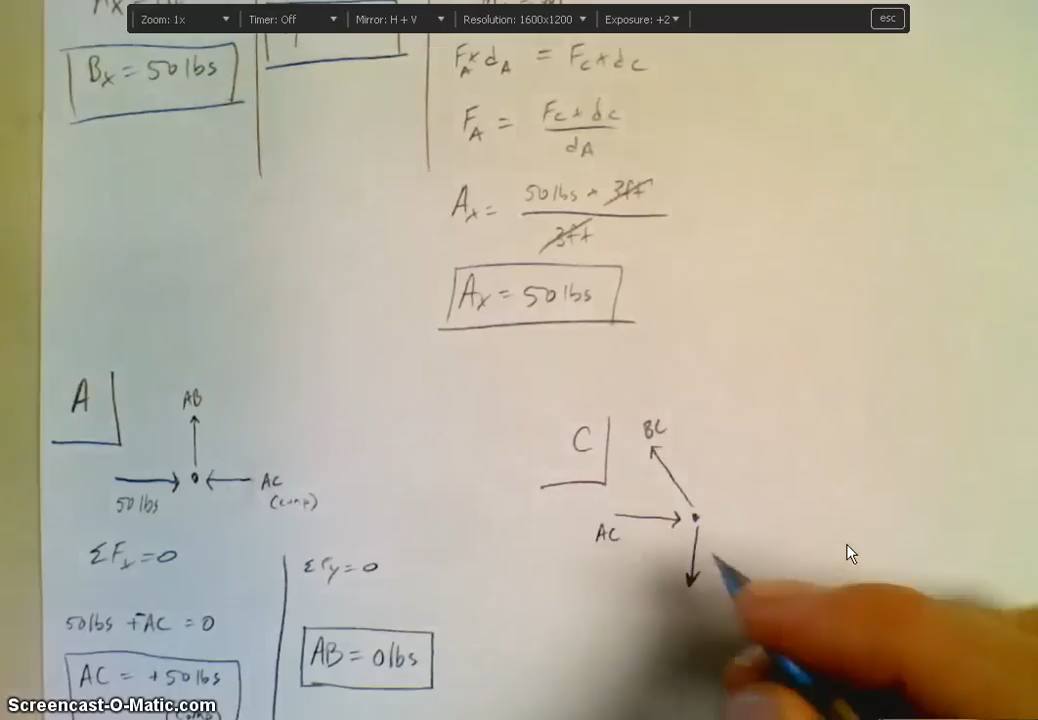 Zoom: 1x Timer: Off Mirror: H + V Resolution: 1600x1200 Exposure: +2 esc
Bx = 50 lbs
FA × dA = Fc × dc
FA = Fc × dc
dA
Ax = 50 lbs × 3ft
3ft
Ax = 50 lbs
A
AB
50 lbs
AC
(comp)
ΣFx = 0
50 lbs + -AC = 0
AC = +50 lbs
(comp)
ΣFy = 0
AB = 0 lbs
C
BC
AC
Screencast-O-Matic.com